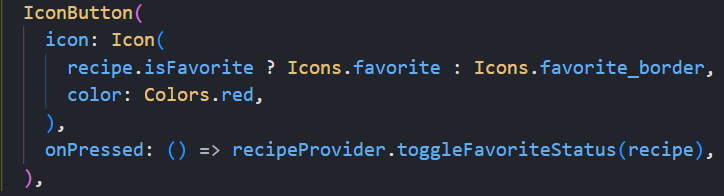 IconButton(
  icon: Icon(
    recipe.isFavorite ? Icons.favorite : Icons.favorite_border,
    color: Colors.red,
  ),
  onPressed: () => recipeProvider.toggleFavoriteStatus(recipe),
),